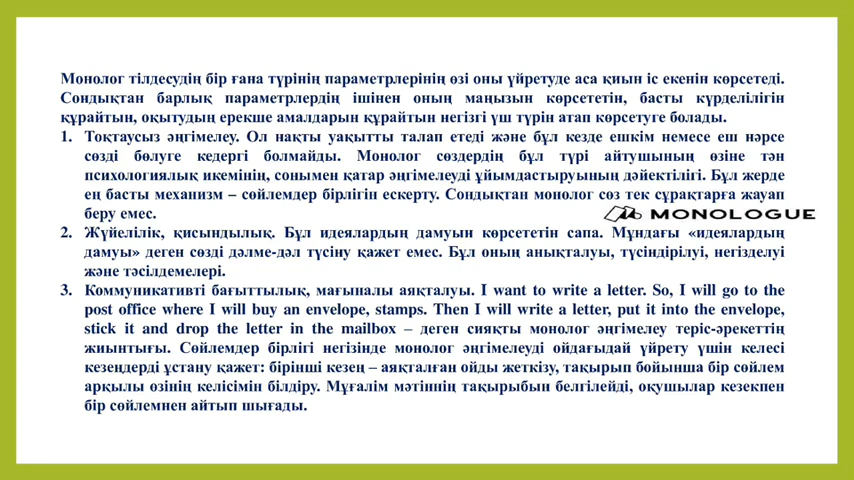 Монолог тілдесудің бір ғана түрінің параметрлерінің өзі оны үйретуде аса қиын іс екенін көрсетеді.
Сондықтан барлық параметрлердің ішінен оның маңызын көрсететін, басты күрделілігін
құрайтын, оқытудың ерекше амалдарын құрайтын негізгі үш түрін атап көрсетуге болады.
1. Тоқтаусыз әңгімелеу. Ол нақты уақытты талап етеді және бұл кезде ешкім немесе еш нәрсе
сөзді бөлуге кедергі болмайды. Монолог сөздердің бұл түрі айтушының өзіне тән
психологиялық икемінің, сонымен қатар әңгімелеуді ұйымдастыруының дәйектілігі. Бұл жерде
ең басты механизм – сөйлемдер бірлігін ескерту. Сондықтан монолог сөз тек сұрақтарға жауап
беру емес.
MONOLOGUE
2. Жүйелілік, қисындылық. Бұл идеялардың дамуын көрсететін сапа. Мұндағы «идеялардың
дамуы» деген сөзді дәлме-дәл түсіну қажет емес. Бұл оның анықталуы, түсіндірілуі, негізделуі
және тәсілдемелері.
3. Коммуникативті бағыттылық, мағыналы аяқталуы. I want to write a letter. So, I will go to the
post office where I will buy an envelope, stamps. Then I will write a letter, put it into the envelope,
stick it and drop the letter in the mailbox – деген сияқты монолог әңгімелеу теріс-әрекеттің
жиынтығы. Сөйлемдер бірлігі негізінде монолог әңгімелеуді ойдағыдай үйрету үшін келесі
кезеңдерді ұстану қажет: бірінші кезең – аяқталған ойды жеткізу, тақырып бойынша бір сөйлем
арқылы өзінің келісімін білдіру. Мұғалім мәтіннің тақырыбын белгілейді, оқушылар кезекпен
бір сөйлемнен айтып шығады.